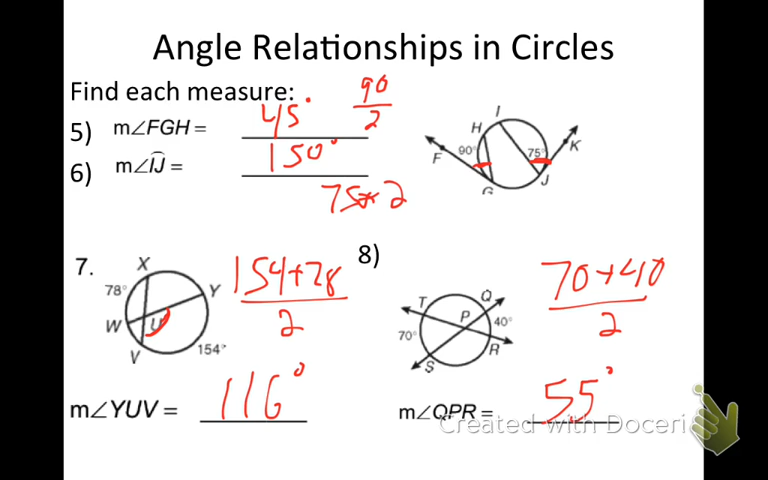 Angle Relationships in Circles
Find each measure:
5) m∠FGH = 45° 90/2
6) m∠IJ = 150°
75*2
I
H
K
F 90° 75°
G J
7. X
78° Y
W U
V 154°
154+78/2
m∠YUV = 116°
8) Q
T P 40°
70° R
S
70+40/2
m∠QPR = 55°
Created with Doceri